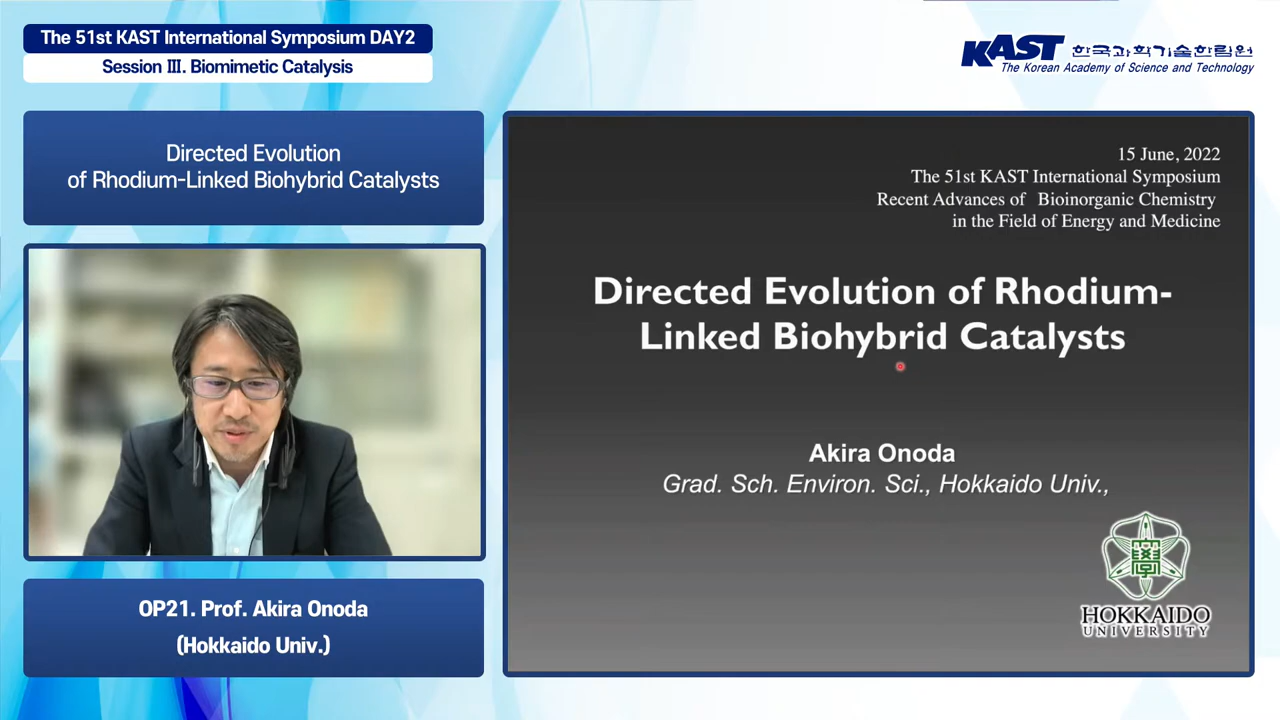 The 51st KAST International Symposium DAY2
Session Ⅲ. Biomimetic Catalysis
KAST 한국과학기술한림원
The Korean Academy of Science and Technology
Directed Evolution
of Rhodium-Linked Biohybrid Catalysts
OP21. Prof. Akira Onoda
(Hokkaido Univ.)
15 June, 2022
The 51st KAST International Symposium
Recent Advances of Bioinorganic Chemistry
in the Field of Energy and Medicine
Directed Evolution of Rhodium-
Linked Biohybrid Catalysts
Akira Onoda
Grad. Sch. Environ. Sci., Hokkaido Univ.,
HOKKAIDO
UNIVERSITY